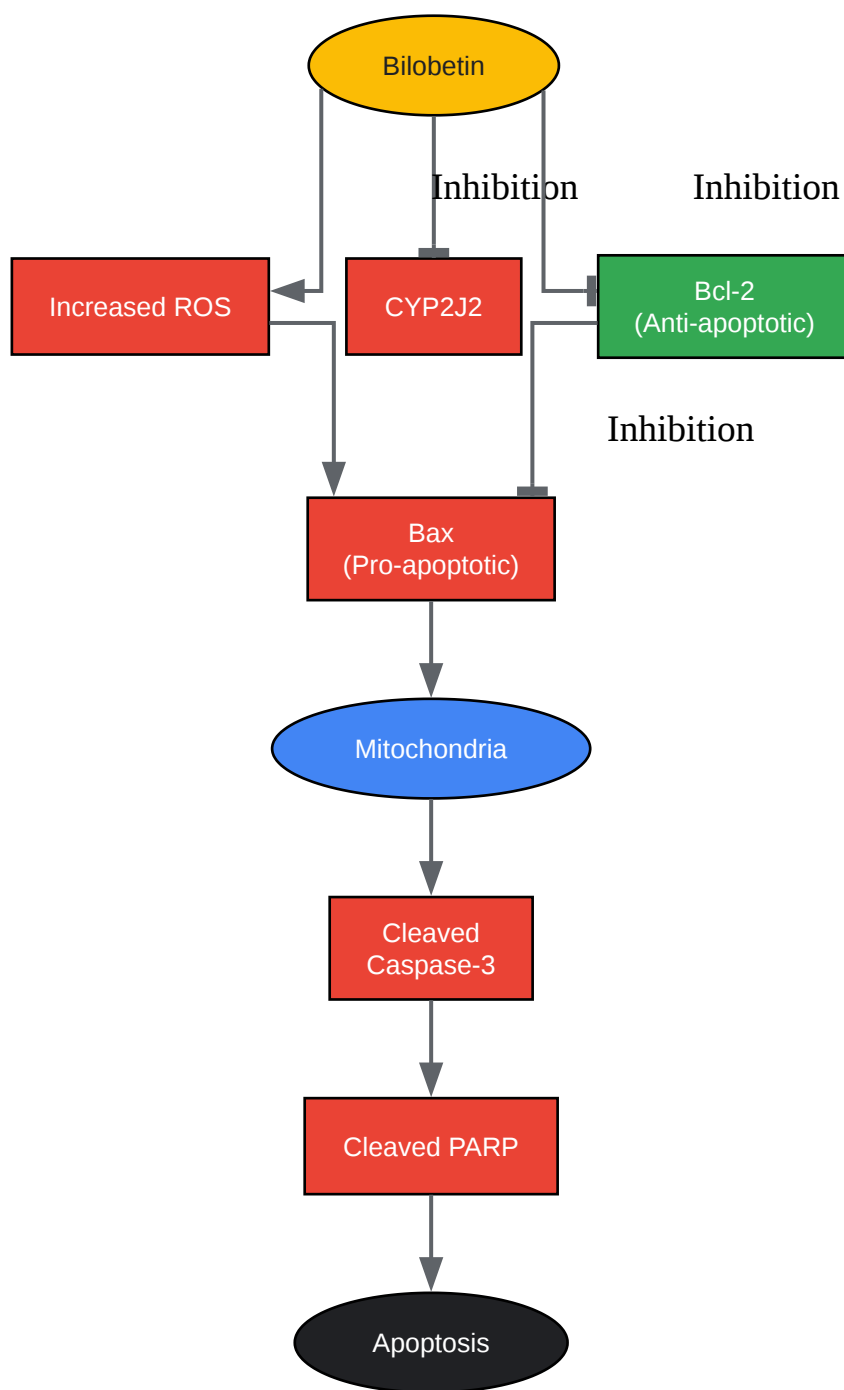 Bilobetin
Inhibition
Inhibition
Increased ROS
CYP2J2
Bcl-2
(Anti-apoptotic)
Inhibition
Bax
(Pro-apoptotic)
Mitochondria
Cleaved
Caspase-3
Cleaved PARP
Apoptosis